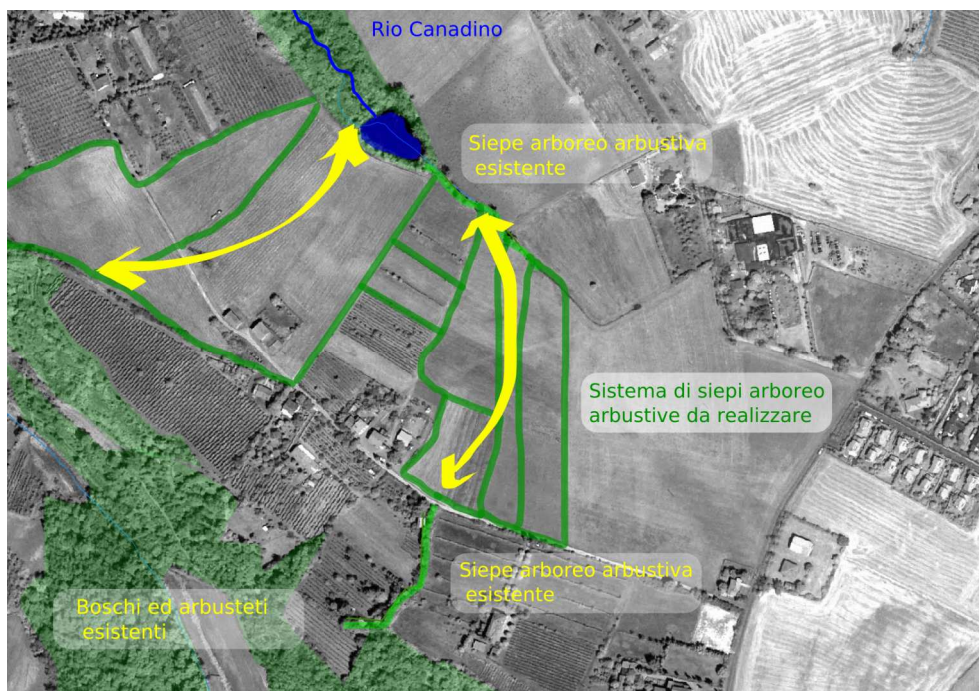 Rio Canadino
Siepe arboreo arbustiva
esistente
Sistema di siepi arboreo
arbustive da realizzare
Siepe arboreo arbustiva
esistente
Boschi ed arbusteti
esistenti